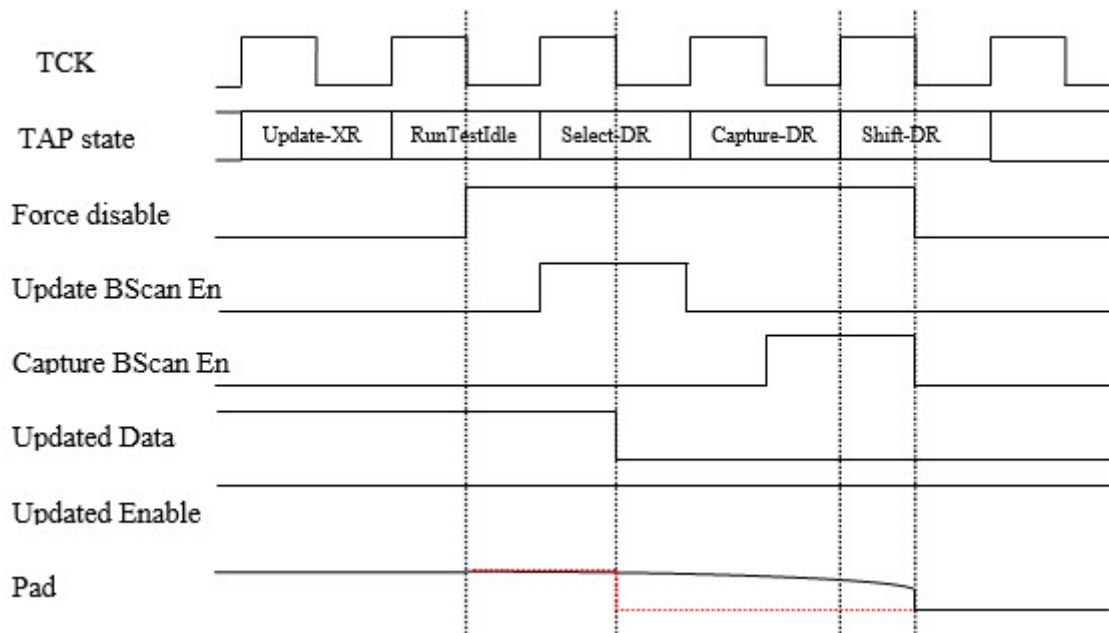 TCK
TAP state
Update-XR RunTestIdle Select-DR Capture-DR Shift-DR
Force disable
Update BScan En
Capture BScan En
Updated Data
Updated Enable
Pad